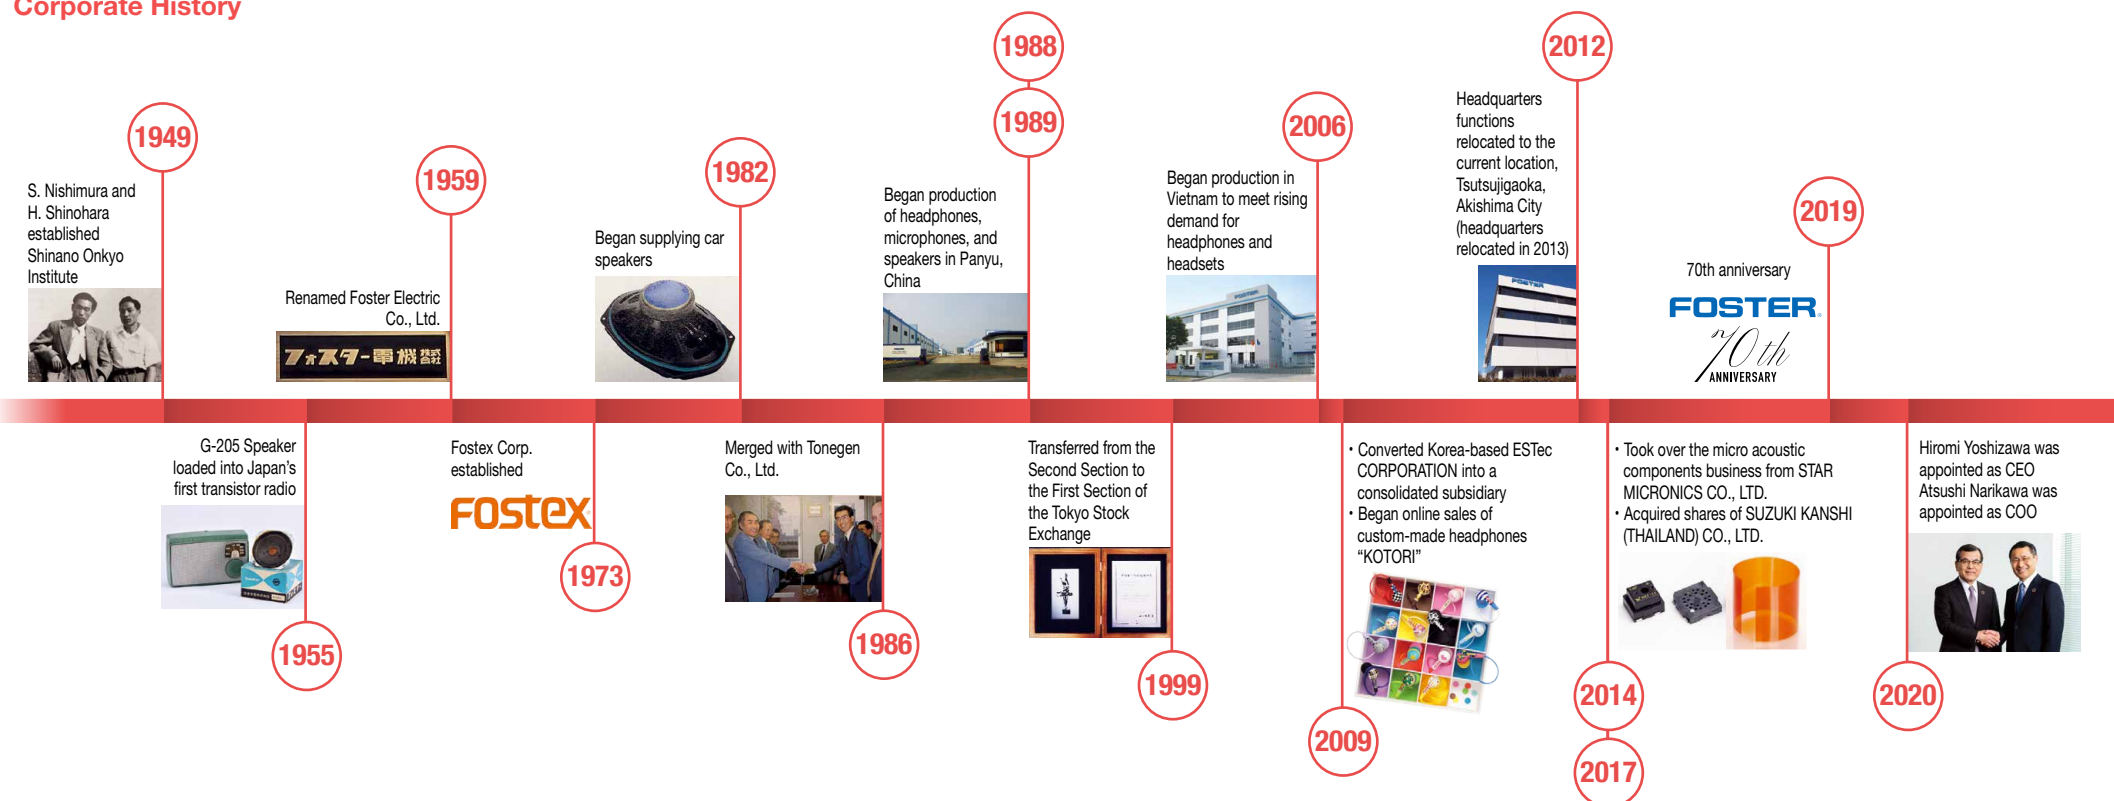 Corporate History
1949
S. Nishimura and
H. Shinohara
established
Shinano Onkyo
Institute
G-205 Speaker
loaded into Japan's
first transistor radio
1955
1959
Renamed Foster Electric
Co., Ltd.
フォスター電機 株式会社
Fostex Corp.
established
FOSTEX
1973
1982
Began supplying car
speakers
Merged with Tonegen
Co., Ltd.
1986
1988
1989
Began production
of headphones,
microphones, and
speakers in Panyu,
China
Transferred from the
Second Section to
the First Section of
the Tokyo Stock
Exchange
1999
2006
Began production in
Vietnam to meet rising
demand for
headphones and
headsets
FOSTER
• Converted Korea-based ESTec
CORPORATION into a
consolidated subsidiary
• Began online sales of
custom-made headphones
“KOTORI”
2009
2012
Headquarters
functions
relocated to the
current location,
Tsutsujigaoka,
Akishima City
(headquarters
relocated in 2013)
FOSTER
• Took over the micro acoustic
components business from STAR
MICRONICS CO., LTD.
• Acquired shares of SUZUKI KANSHI
(THAILAND) CO., LTD.
2014
2017
2019
70th anniversary
FOSTER®
70th
ANNIVERSARY
Hiromi Yoshizawa was
appointed as CEO
Atsushi Narikawa was
appointed as COO
2020